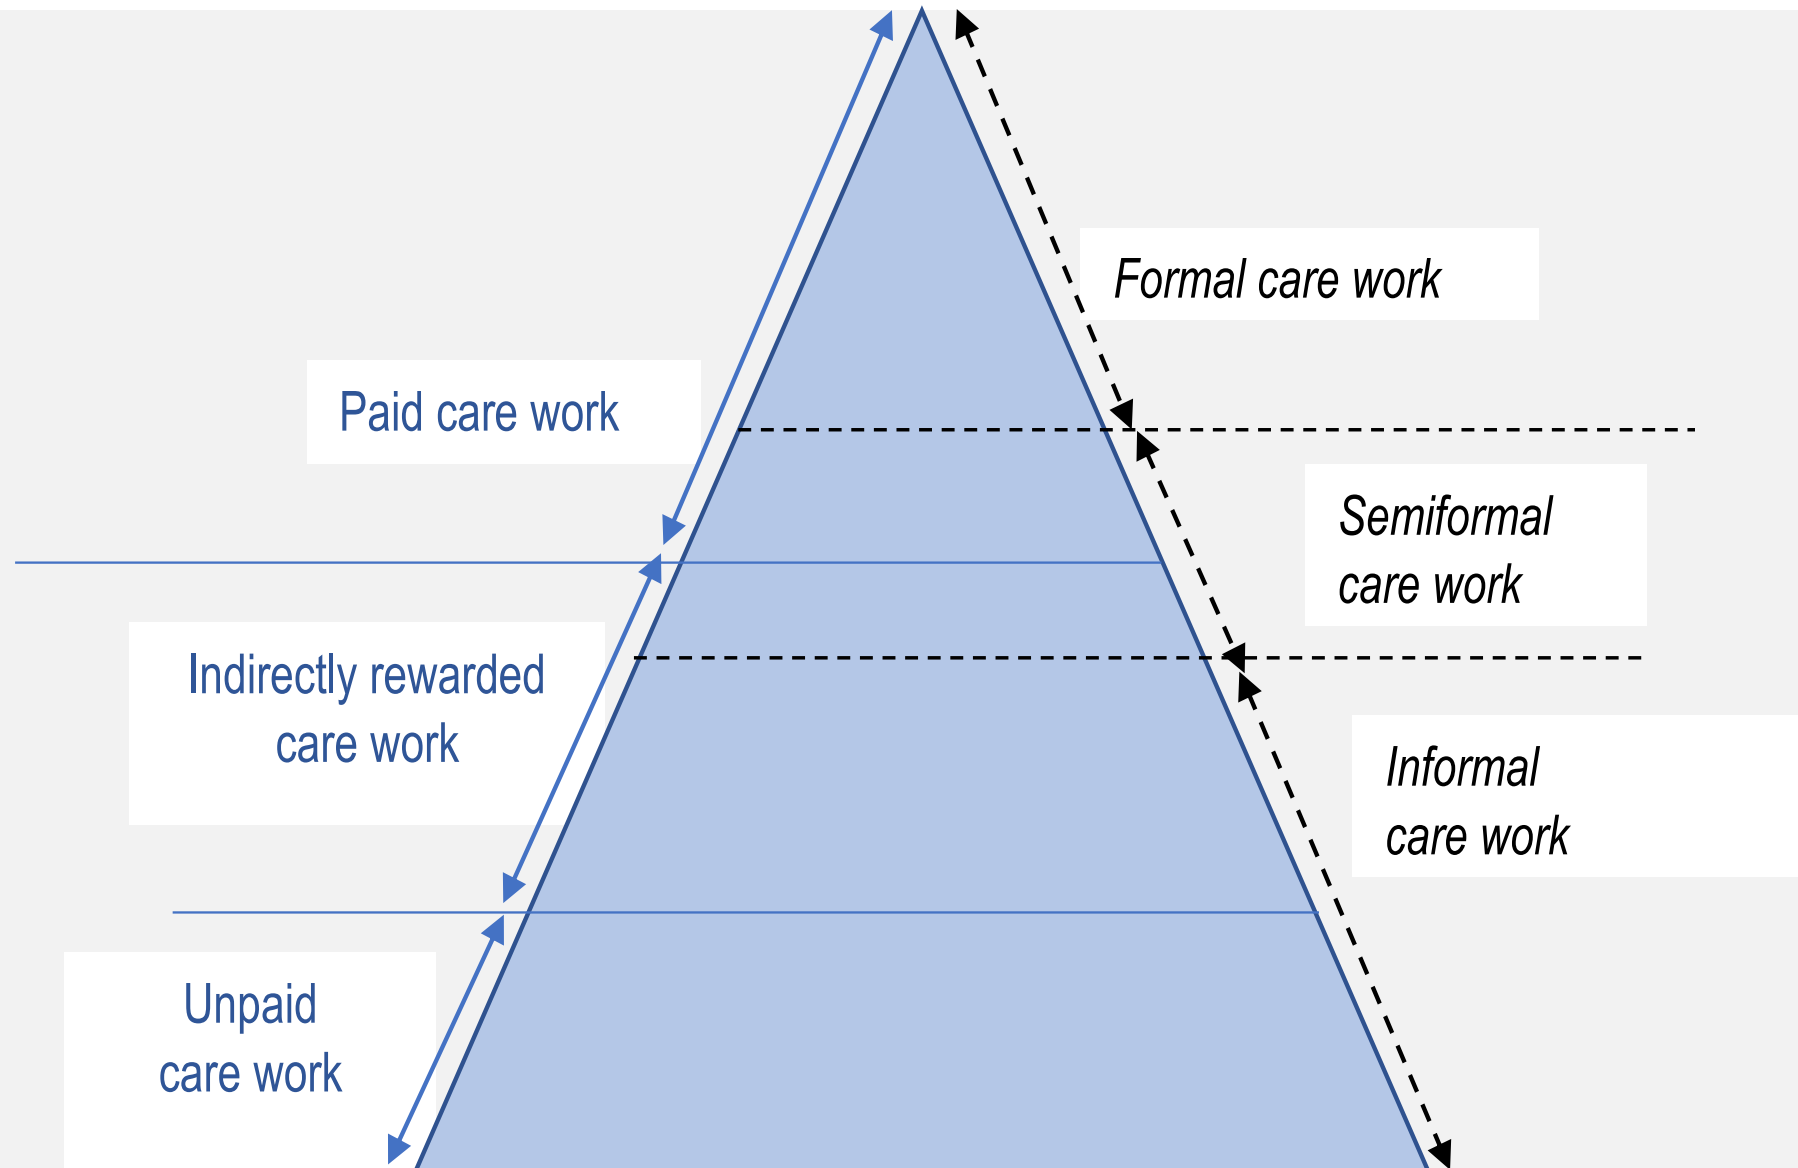 Formal care work
Paid care work
Semiformal
care work
Indirectly rewarded
care work
Informal
care work
Unpaid
care work